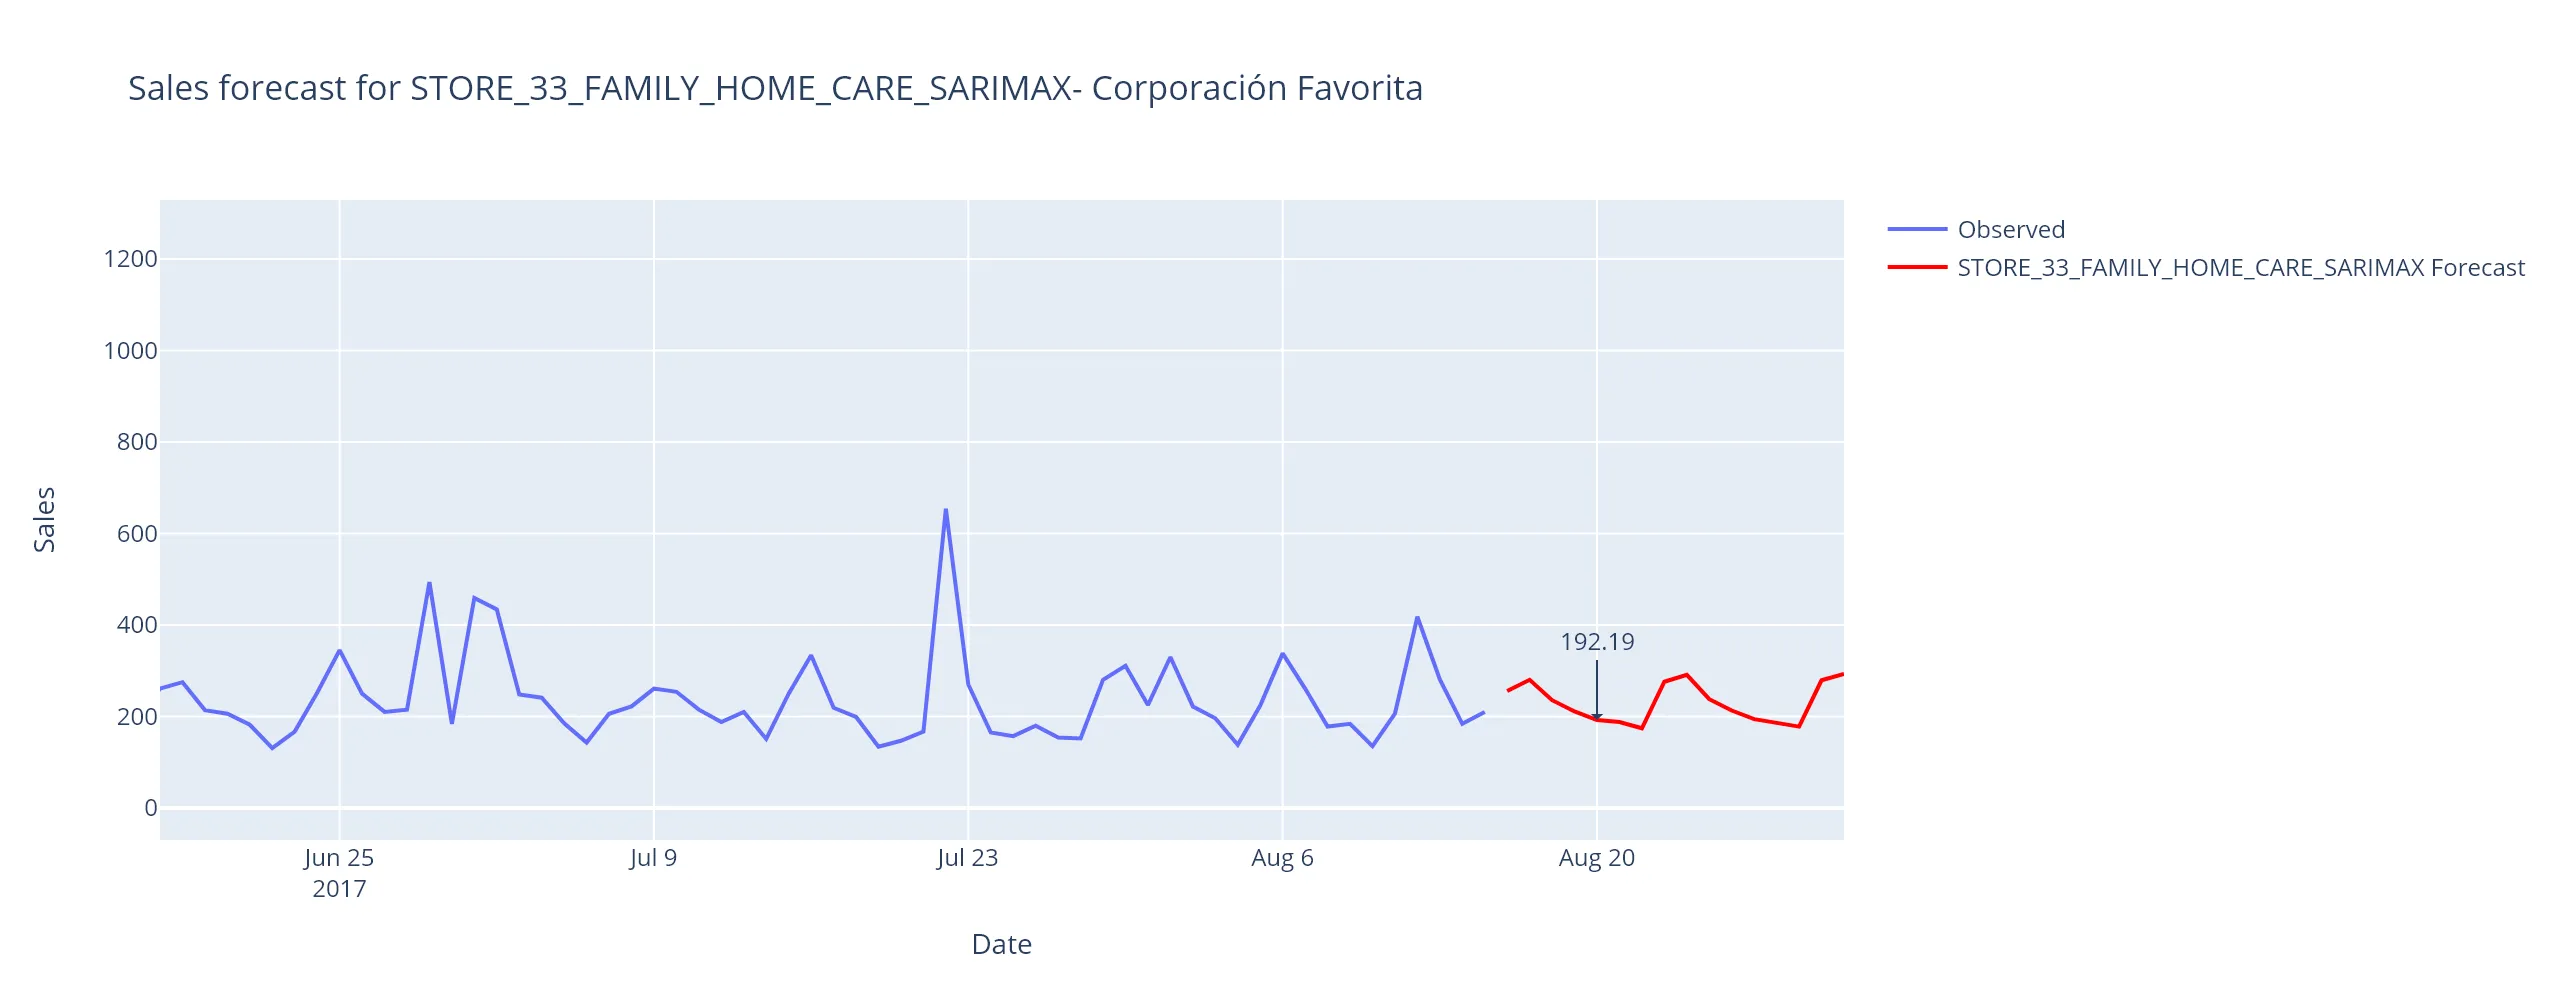 Sales forecast for STORE_33_FAMILY_HOME_CARE_SARIMAX- Corporación Favorita
Observed
STORE_33_FAMILY_HOME_CARE_SARIMAX Forecast
1200
1000
800
600
400
200
0
Sales
192.19
Jun 25
2017
Jul 9
Jul 23
Aug 6
Aug 20
Date